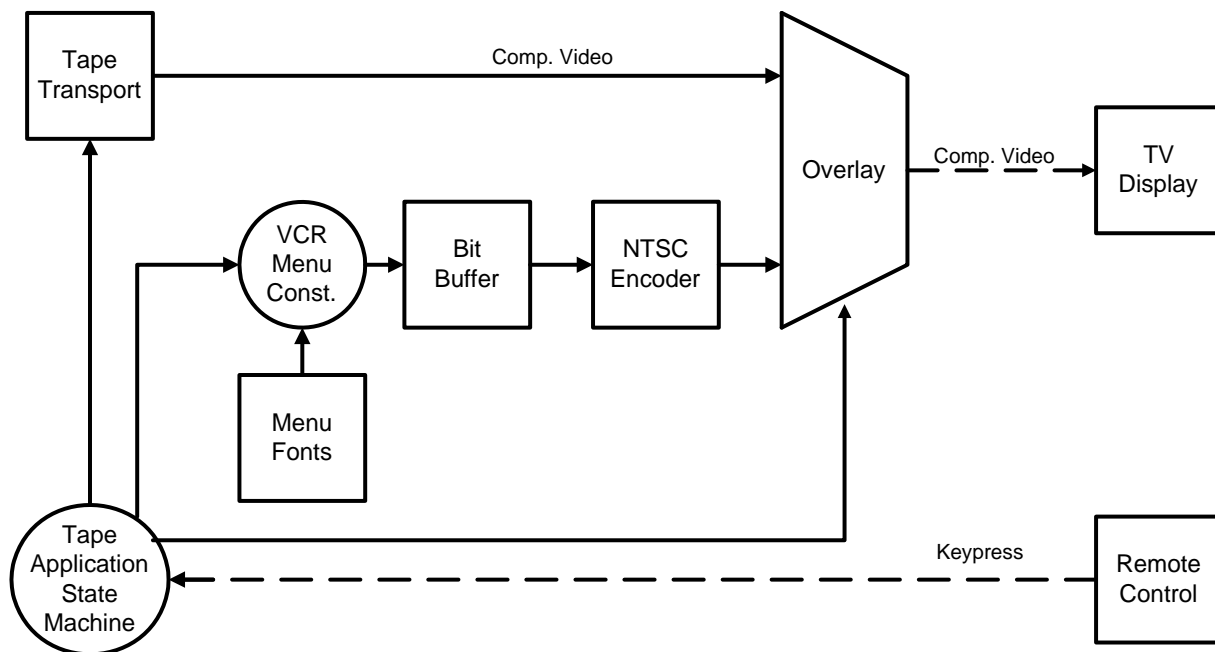 Tape
Transport
Comp. Video
Overlay
Comp. Video
TV
Display
VCR
Menu
Const.
Bit
Buffer
NTSC
Encoder
Menu
Fonts
Tape
Application
State
Machine
Keypress
Remote
Control